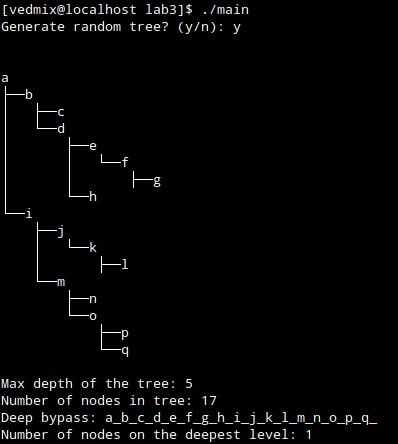 [vedmix@localhost lab3]$ ./main
Generate random tree? (y/n): y
a
├──b
│   ├──c
│   └──d
│       ├──e
│       │   └──f
│       │       ├──g
│       └──h
└──i
    ├──j
    │   └──k
    │       ├──l
    └──m
        ├──n
        └──o
            ├──p
            └──q
Max depth of the tree: 5
Number of nodes in tree: 17
Deep bypass: a_b_c_d_e_f_g_h_i_j_k_l_m_n_o_p_q_
Number of nodes on the deepest level: 1